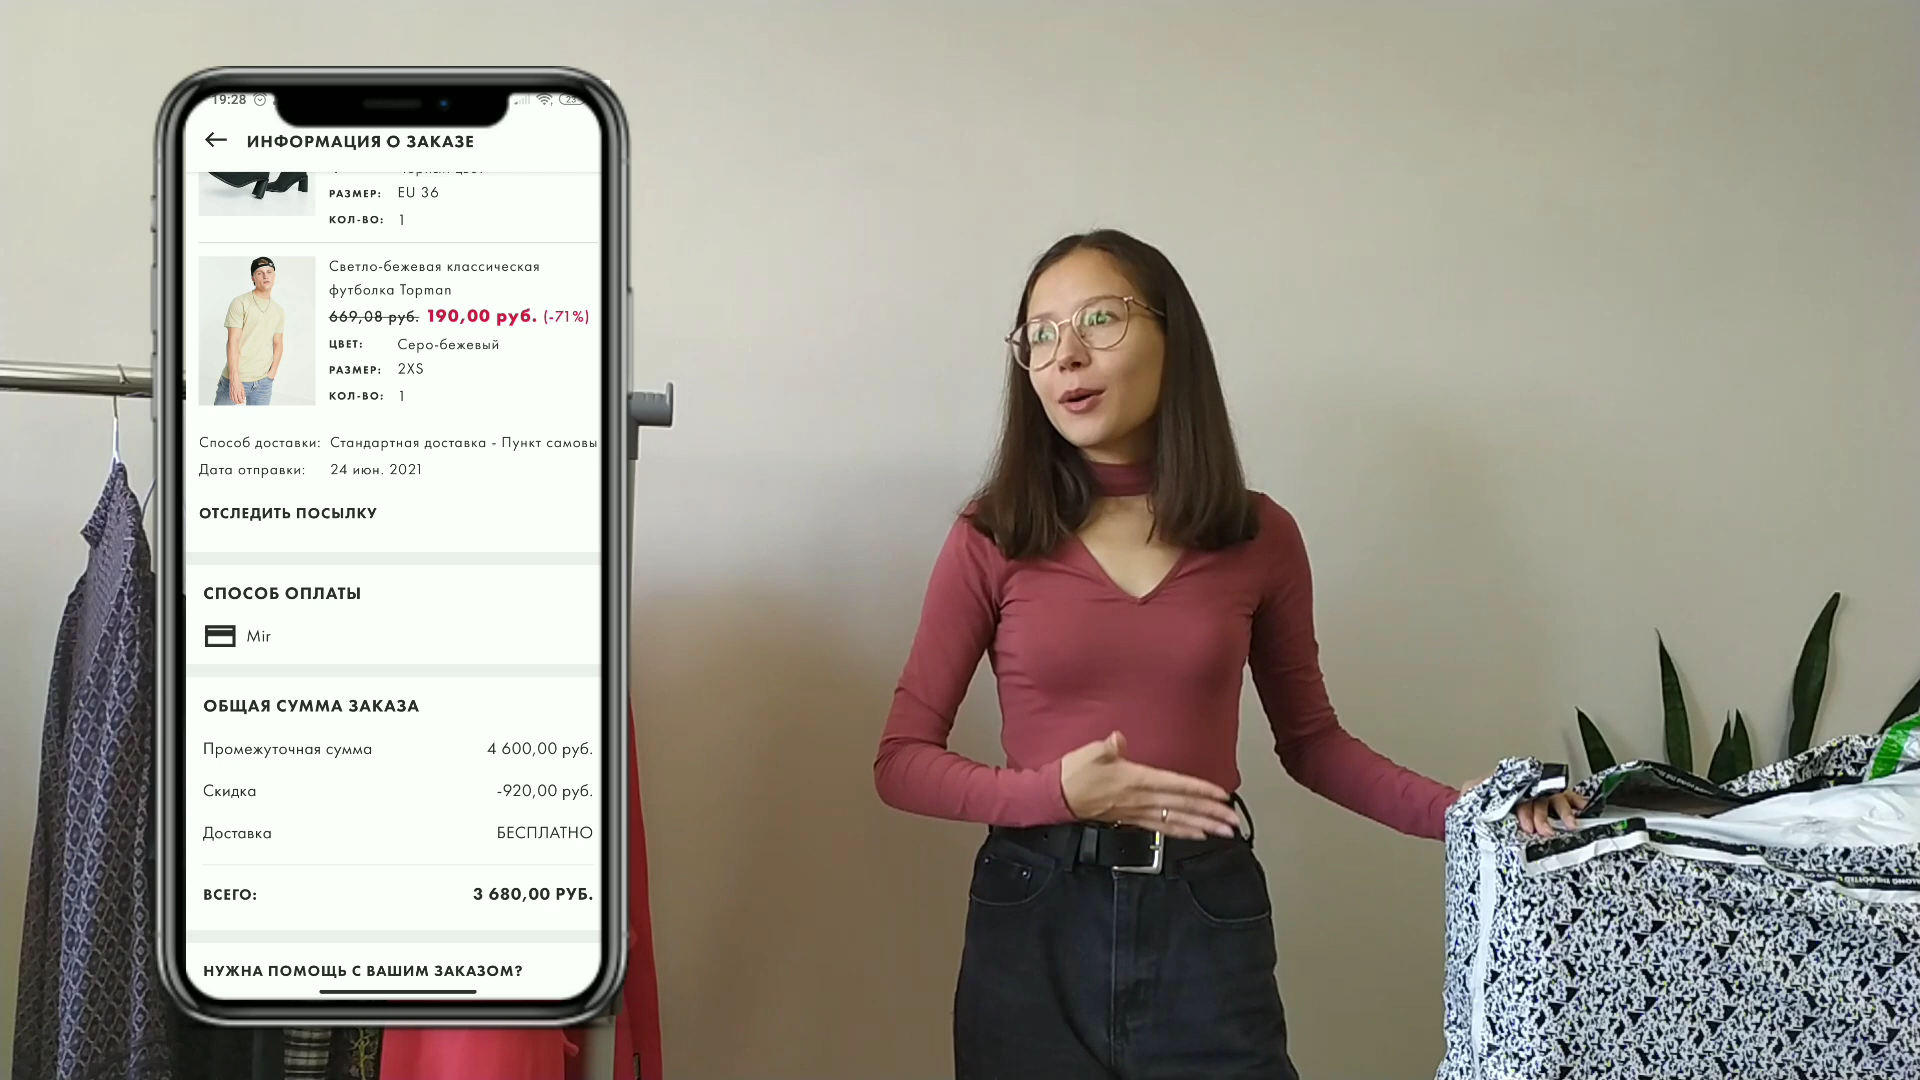 19:28
23
ИНФОРМАЦИЯ О ЗАКАЗЕ
РАЗМЕР: EU 36
КОЛ-ВО: 1
Светло-бежевая классическая
футболка Topman
669,08 руб. 190,00 руб. (-71%)
ЦВЕТ: Серо-бежевый
РАЗМЕР: 2XS
КОЛ-ВО: 1
Способ доставки: Стандартная доставка - Пункт самовы
Дата отправки: 24 июн. 2021
ОТСЛЕДИТЬ ПОСЫЛКУ
СПОСОБ ОПЛАТЫ
Mir
ОБЩАЯ СУММА ЗАКАЗА
Промежуточная сумма 4 600,00 руб.
Скидка -920,00 руб.
Доставка БЕСПЛАТНО
ВСЕГО: 3 680,00 РУБ.
НУЖНА ПОМОЩЬ С ВАШИМ ЗАКАЗОМ?